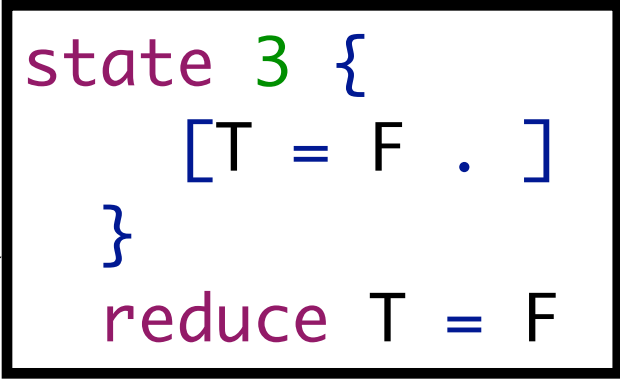 state 3 {
[T = F . ]
}
reduce T = F